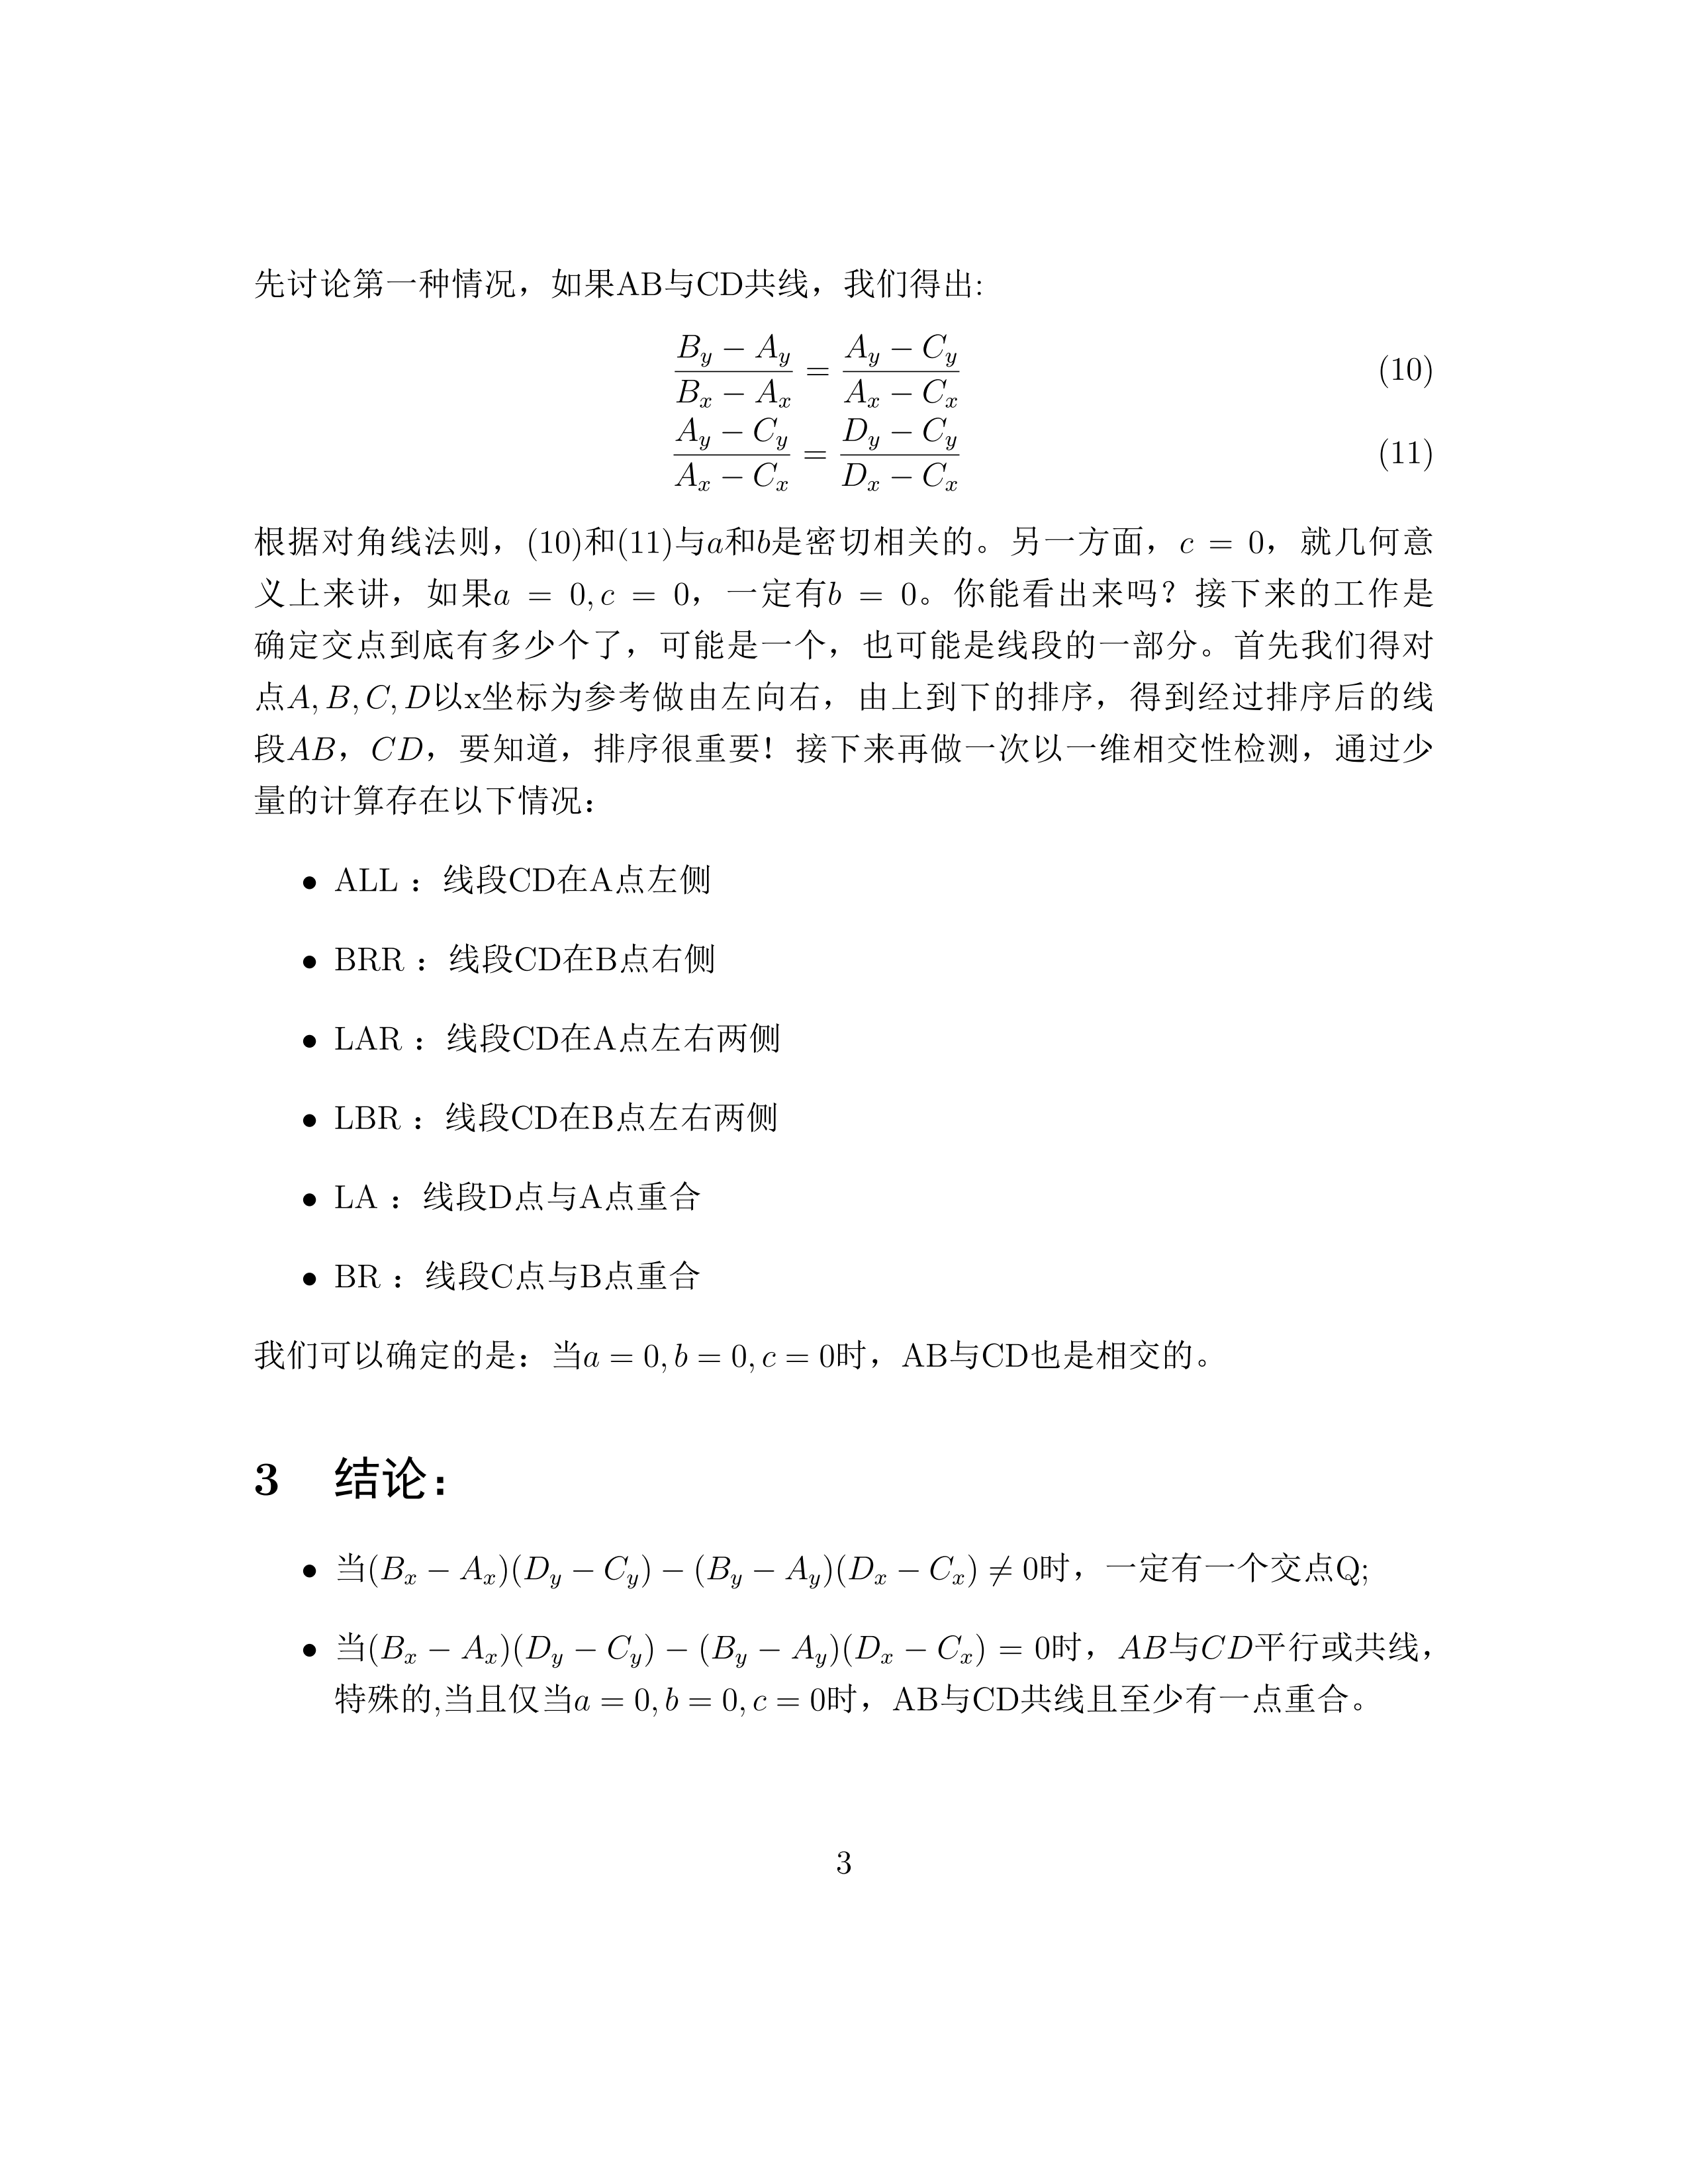 先讨论第一种情况，如果AB与CD共线，我们得出:
\frac{B_y - A_y}{B_x - A_x} = \frac{A_y - C_y}{A_x - C_x} (10)
\frac{A_y - C_y}{A_x - C_x} = \frac{D_y - C_y}{D_x - C_x} (11)
根据对角线法则，(10)和(11)与a和b是密切相关的。另一方面，c = 0，就几何意
义上来讲，如果a = 0, c = 0，一定有b = 0。你能看出来吗？接下来的工作是
确定交点到底有多少个了，可能是一个，也可能是线段的一部分。首先我们得对
点A, B, C, D以x坐标为参考做由左向右，由上到下的排序，得到经过排序后的线
段AB，CD，要知道，排序很重要！接下来再做一次以一维相交性检测，通过少
量的计算存在以下情况：
• ALL ：线段CD在A点左侧
• BRR ：线段CD在B点右侧
• LAR ：线段CD在A点左右两侧
• LBR ：线段CD在B点左右两侧
• LA ：线段D点与A点重合
• BR ：线段C点与B点重合
我们可以确定的是：当a = 0, b = 0, c = 0时，AB与CD也是相交的。
3 结论：
• 当(B_x − A_x)(D_y − C_y) − (B_y − A_y)(D_x − C_x) ≠ 0时，一定有一个交点Q;
• 当(B_x − A_x)(D_y − C_y) − (B_y − A_y)(D_x − C_x) = 0时，AB与CD平行或共线，
特殊的,当且仅当a = 0, b = 0, c = 0时，AB与CD共线且至少有一点重合。
3